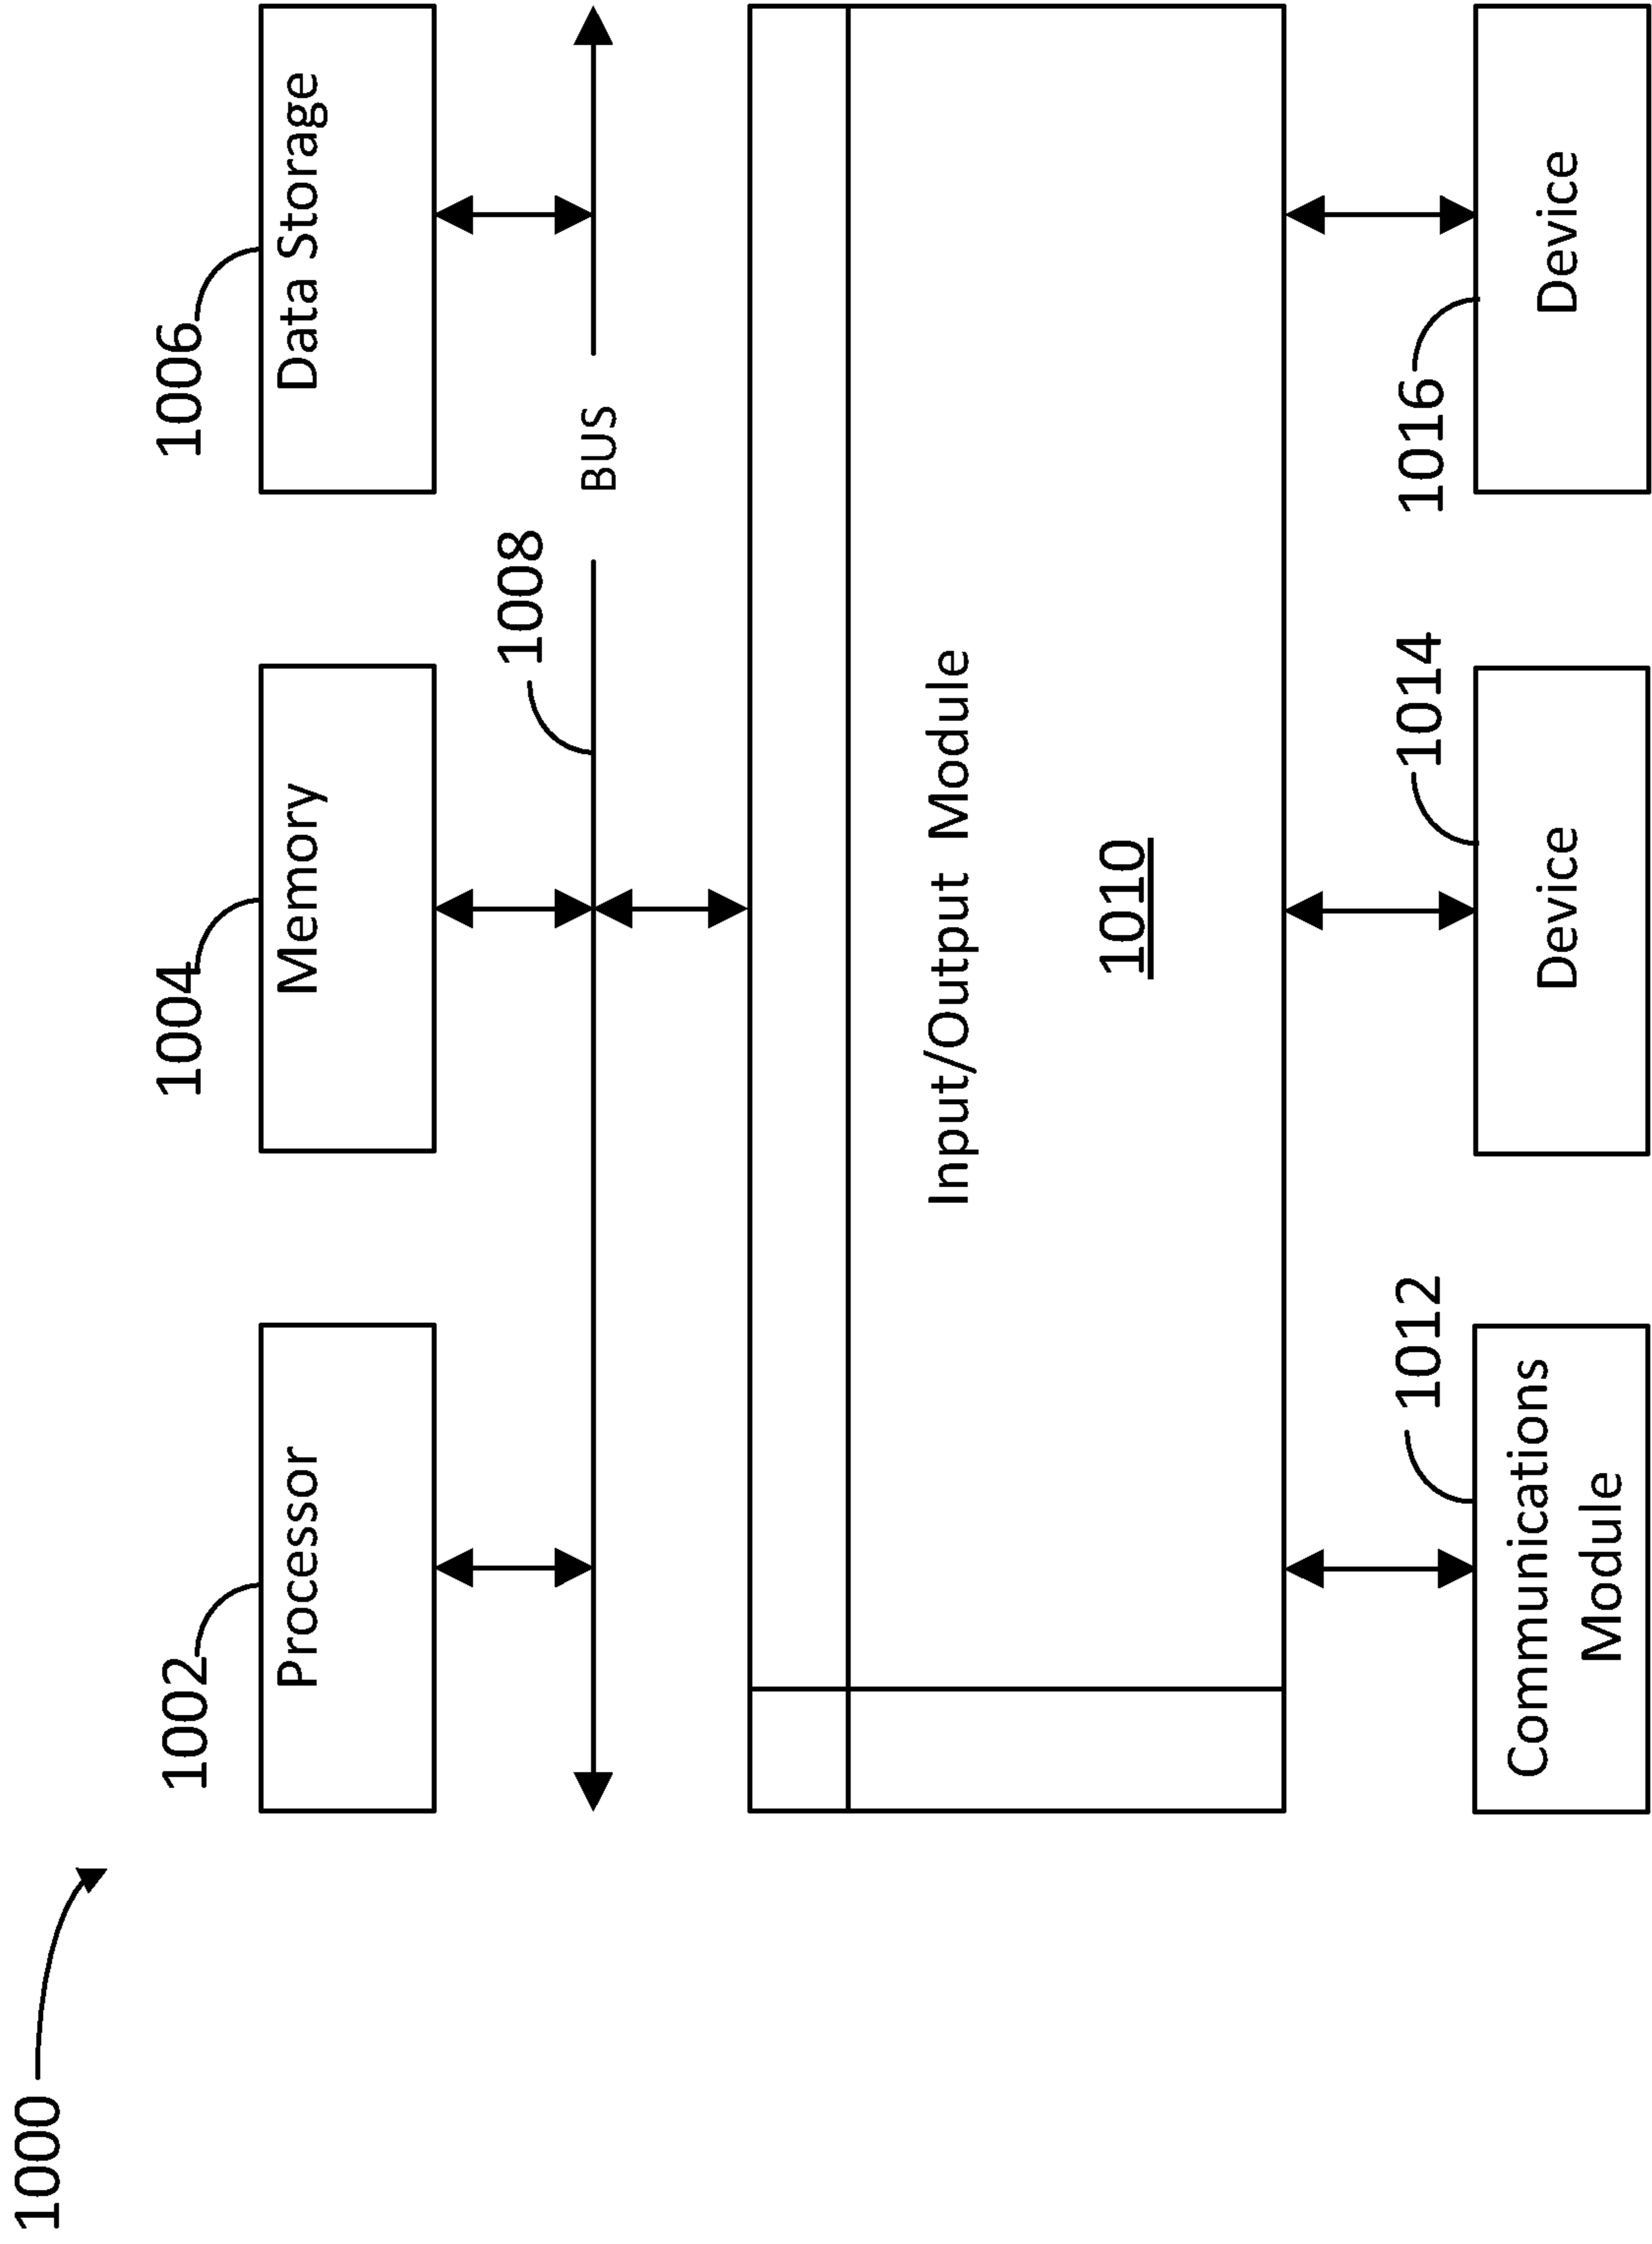 1000
1002
1004
1006
Processor
Memory
Data Storage
1008
BUS
Input/Output Module
1010
1012
1014
1016
Communications
Module
Device
Device